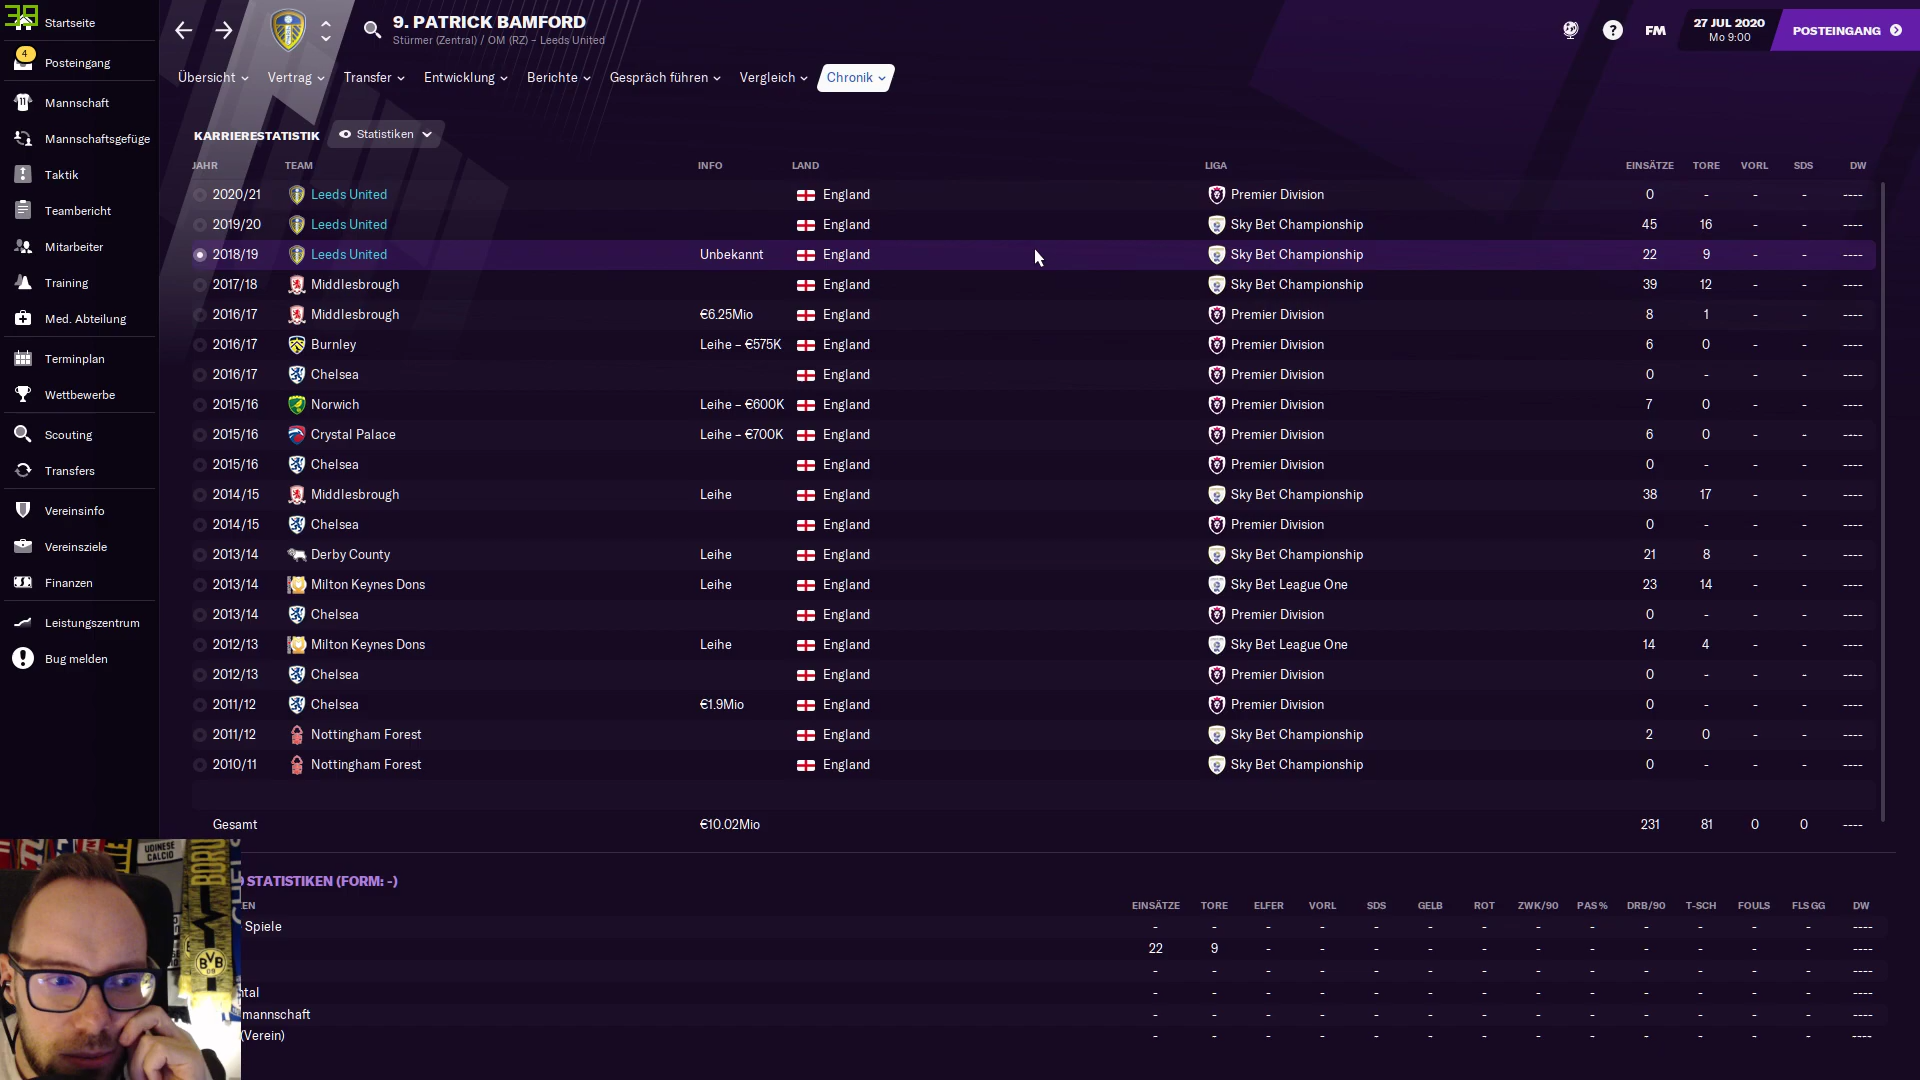 38
Startseite
4
Posteingang
Mannschaft
Mannschaftsgefüge
Taktik
Teambericht
Mitarbeiter
Training
Med. Abteilung
Terminplan
Wettbewerbe
Scouting
Transfers
Vereinsinfo
Vereinsziele
Finanzen
Leistungszentrum
Bug melden
9. PATRICK BAMFORD
Stürmer (Zentral) / OM (RZ) – Leeds United
FM
27 JUL 2020
Mo 9:00
POSTEINGANG
Übersicht Vertrag Transfer Entwicklung Berichte Gespräch führen Vergleich Chronik
KARRIERESTATISTIK Statistiken
JAHR TEAM INFO LAND LIGA EINSÄTZE TORE VORL SDS DW
2020/21 Leeds United England Premier Division 0 - - - ----
2019/20 Leeds United England Sky Bet Championship 45 16 - - ----
2018/19 Leeds United Unbekannt England Sky Bet Championship 22 9 - - ----
2017/18 Middlesbrough England Sky Bet Championship 39 12 - - ----
2016/17 Middlesbrough €6.25Mio England Premier Division 8 1 - - ----
2016/17 Burnley Leihe – €575K England Premier Division 6 0 - - ----
2016/17 Chelsea England Premier Division 0 - - - ----
2015/16 Norwich Leihe – €600K England Premier Division 7 0 - - ----
2015/16 Crystal Palace Leihe – €700K England Premier Division 6 0 - - ----
2015/16 Chelsea England Premier Division 0 - - - ----
2014/15 Middlesbrough Leihe England Sky Bet Championship 38 17 - - ----
2014/15 Chelsea England Premier Division 0 - - - ----
2013/14 Derby County Leihe England Sky Bet Championship 21 8 - - ----
2013/14 Milton Keynes Dons Leihe England Sky Bet League One 23 14 - - ----
2013/14 Chelsea England Premier Division 0 - - - ----
2012/13 Milton Keynes Dons Leihe England Sky Bet League One 14 4 - - ----
2012/13 Chelsea England Premier Division 0 - - - ----
2011/12 Chelsea €1.9Mio England Premier Division 0 - - - ----
2011/12 Nottingham Forest England Sky Bet Championship 2 0 - - ----
2010/11 Nottingham Forest England Sky Bet Championship 0 - - - ----
Gesamt €10.02Mio 231 81 0 0 ----
STATISTIKEN (FORM: -)
EN EINSÄTZE TORE ELFER VORL SDS GELB ROT ZWK/90 PAS% DRB/90 T-SCH FOULS FLSGG DW
Spiele - - - - - - - - - - - - - ----
22 9 - - - - - - - - - - - ----
- - - - - - - - - - - - - ----
ntal - - - - - - - - - - - - - ----
mannschaft - - - - - - - - - - - - - ----
(Verein) - - - - - - - - - - - - - ----
UDINESE
CALCIO
BORU
BVB
09